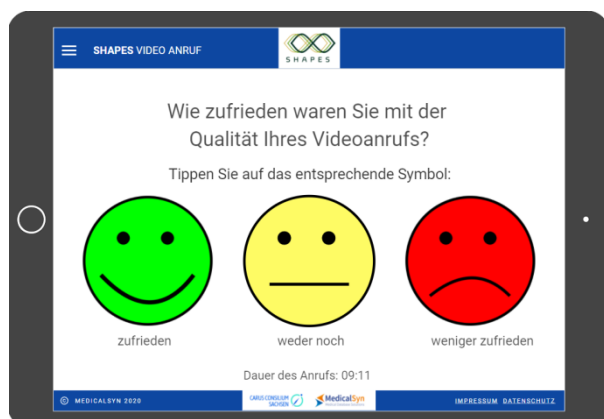 SHAPES VIDEO ANRUF
SHAPES
Wie zufrieden waren Sie mit der
Qualität Ihres Videoanrufs?
Tippen Sie auf das entsprechende Symbol:
zufrieden
weder noch
weniger zufrieden
Dauer des Anrufs: 09:11
© MEDICALSYN 2020
CARUS CONSILIUM
SACHSEN
MedicalSyn
IMPRESSUM DATENSCHUTZ